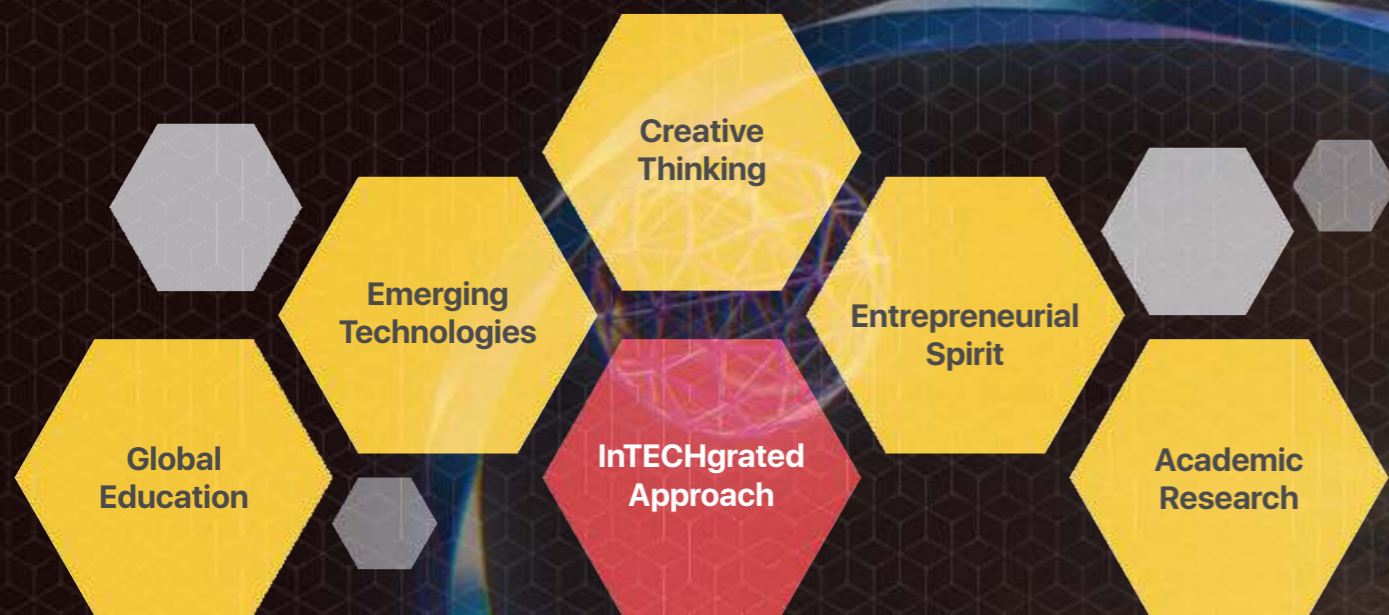 Creative
Thinking
Emerging
Technologies
Entrepreneurial
Spirit
Global
Education
InTECHgrated
Approach
Academic
Research